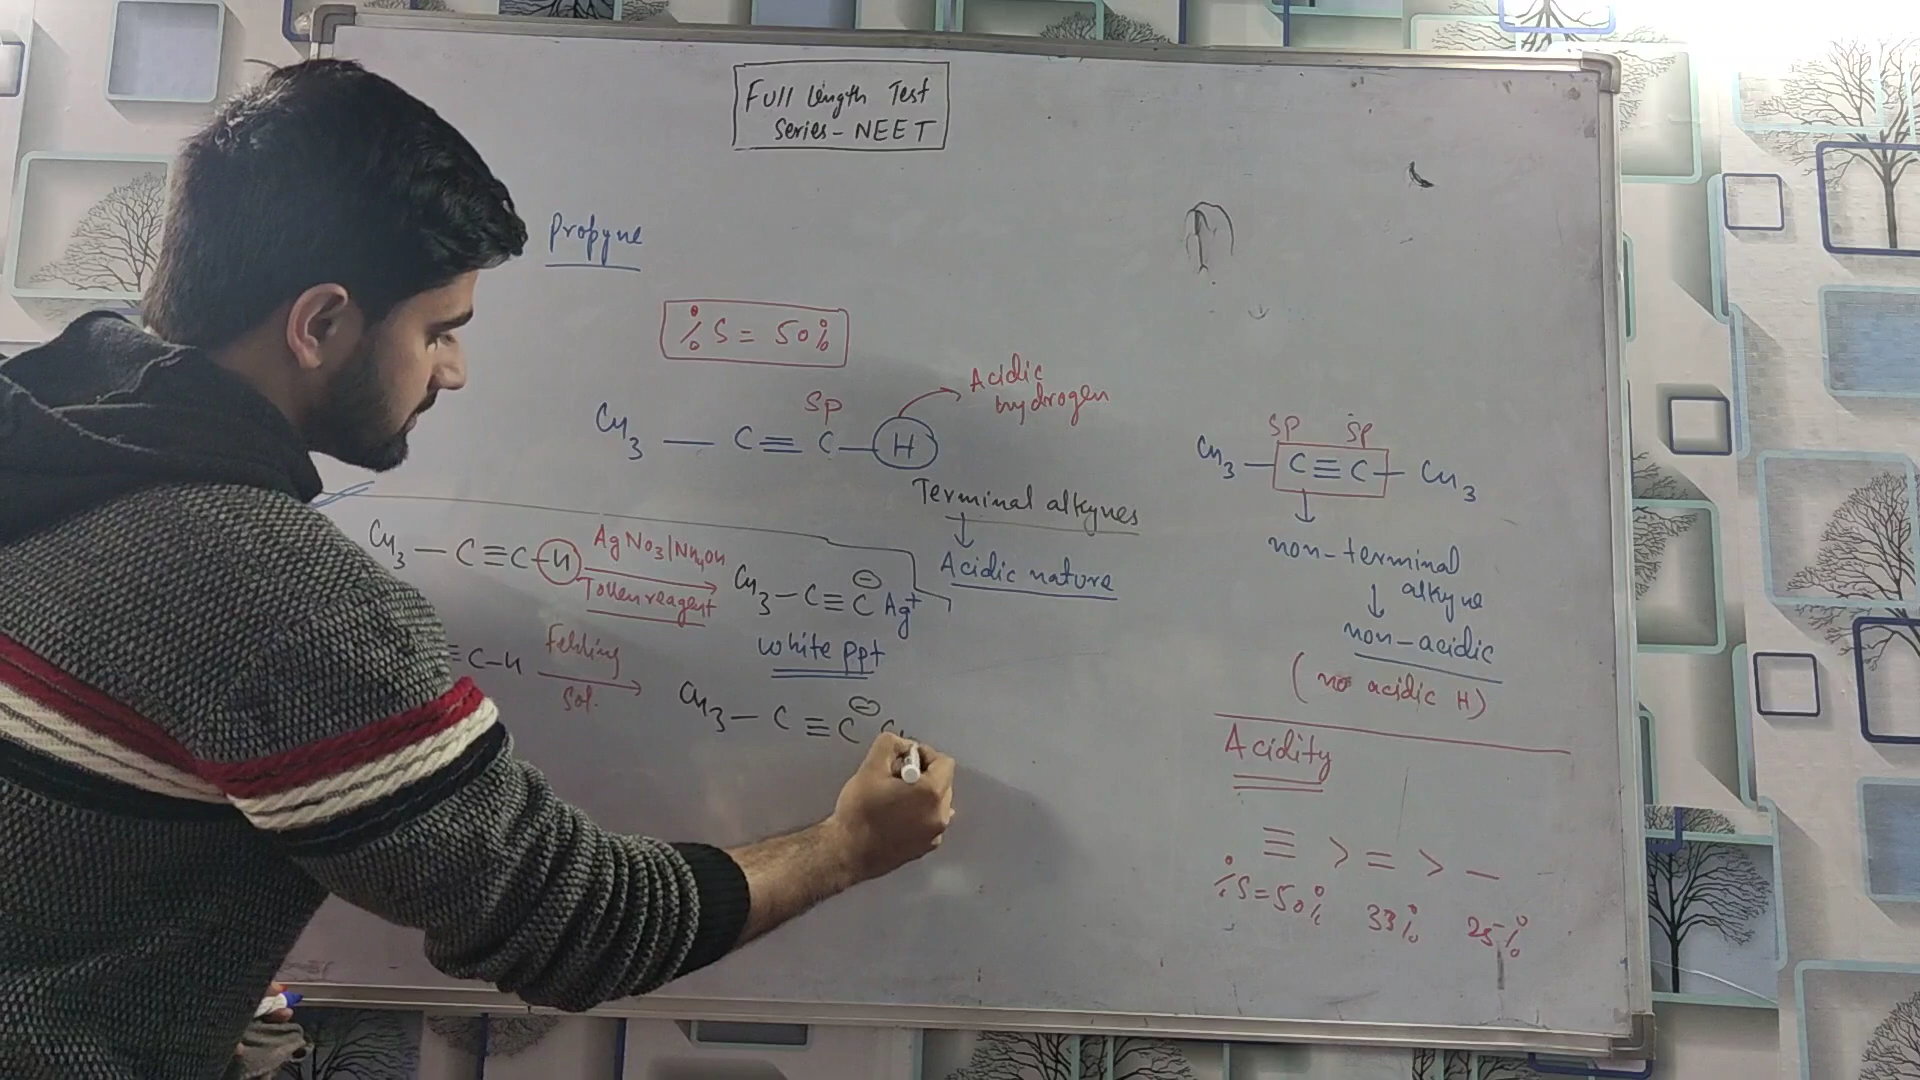 Full Length Test
Series - NEET
Propyne
% S = 50%
Acidic
hydrogen
sp
CH3 — C ≡ C — H
Terminal alkynes
↓
Acidic nature
CH3 — C ≡ C - H
AgNO3|NH4OH
Tollen reagent
CH3 — C ≡ C⊖ Ag+
white ppt
≡ C - H
Fehling
Sol.
CH3 — C ≡ C⊖
sp sp
CH3 — C ≡ C — CH3
↓
non-terminal
alkyne
↓
non-acidic
(no acidic H)
Acidity
≡ > = > —
% S = 50% 33% 25%